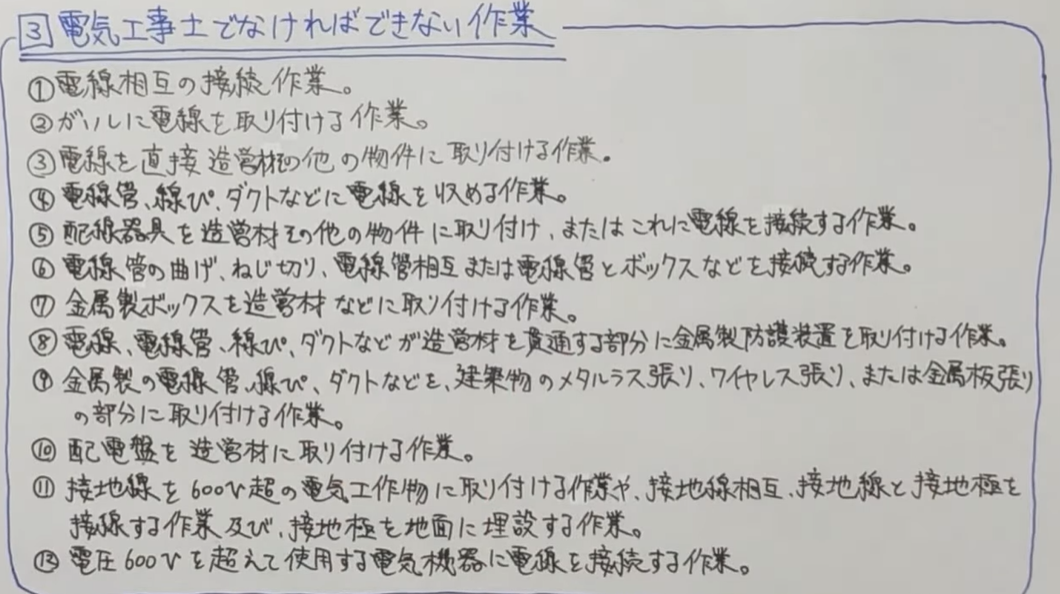 3 電気工事士でなければできない作業
①電線相互の接続作業。
②がいしに電線を取り付ける作業。
③電線を直接造営材その他の物件に取り付ける作業。
④電線管、線ぴ、ダクトなどに電線を収める作業。
⑤配線器具を造営材その他の物件に取り付け、またはこれに電線を接続する作業。
⑥電線管の曲げ、ねじ切り、電線管相互または電線管とボックスなどを接続する作業。
⑦金属製ボックスを造営材などに取り付ける作業。
⑧電線、電線管、線ぴ、ダクトなどが造営材を貫通する部分に金属製防護装置を取り付ける作業。
⑨金属製の電線管、線ぴ、ダクトなどを、建築物のメタルラス張り、ワイヤレス張り、または金属板張り
の部分に取り付ける作業。
⑩配電盤を造営材に取り付ける作業。
⑪接地線を600V超の電気工作物に取り付ける作業や、接地線相互、接地線と接地極を
接線する作業及び、接地極を地面に埋設する作業。
⑫電圧600Vを超えて使用する電気機器に電線を接続する作業。